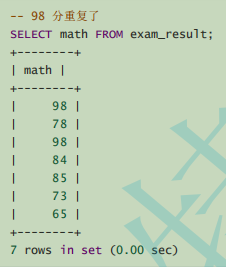 -- 98 分重复了
SELECT math FROM exam_result;
+--------+
| math |
+--------+
|     98 |
|     78 |
|     98 |
|     84 |
|     85 |
|     73 |
|     65 |
+--------+
7 rows in set (0.00 sec)